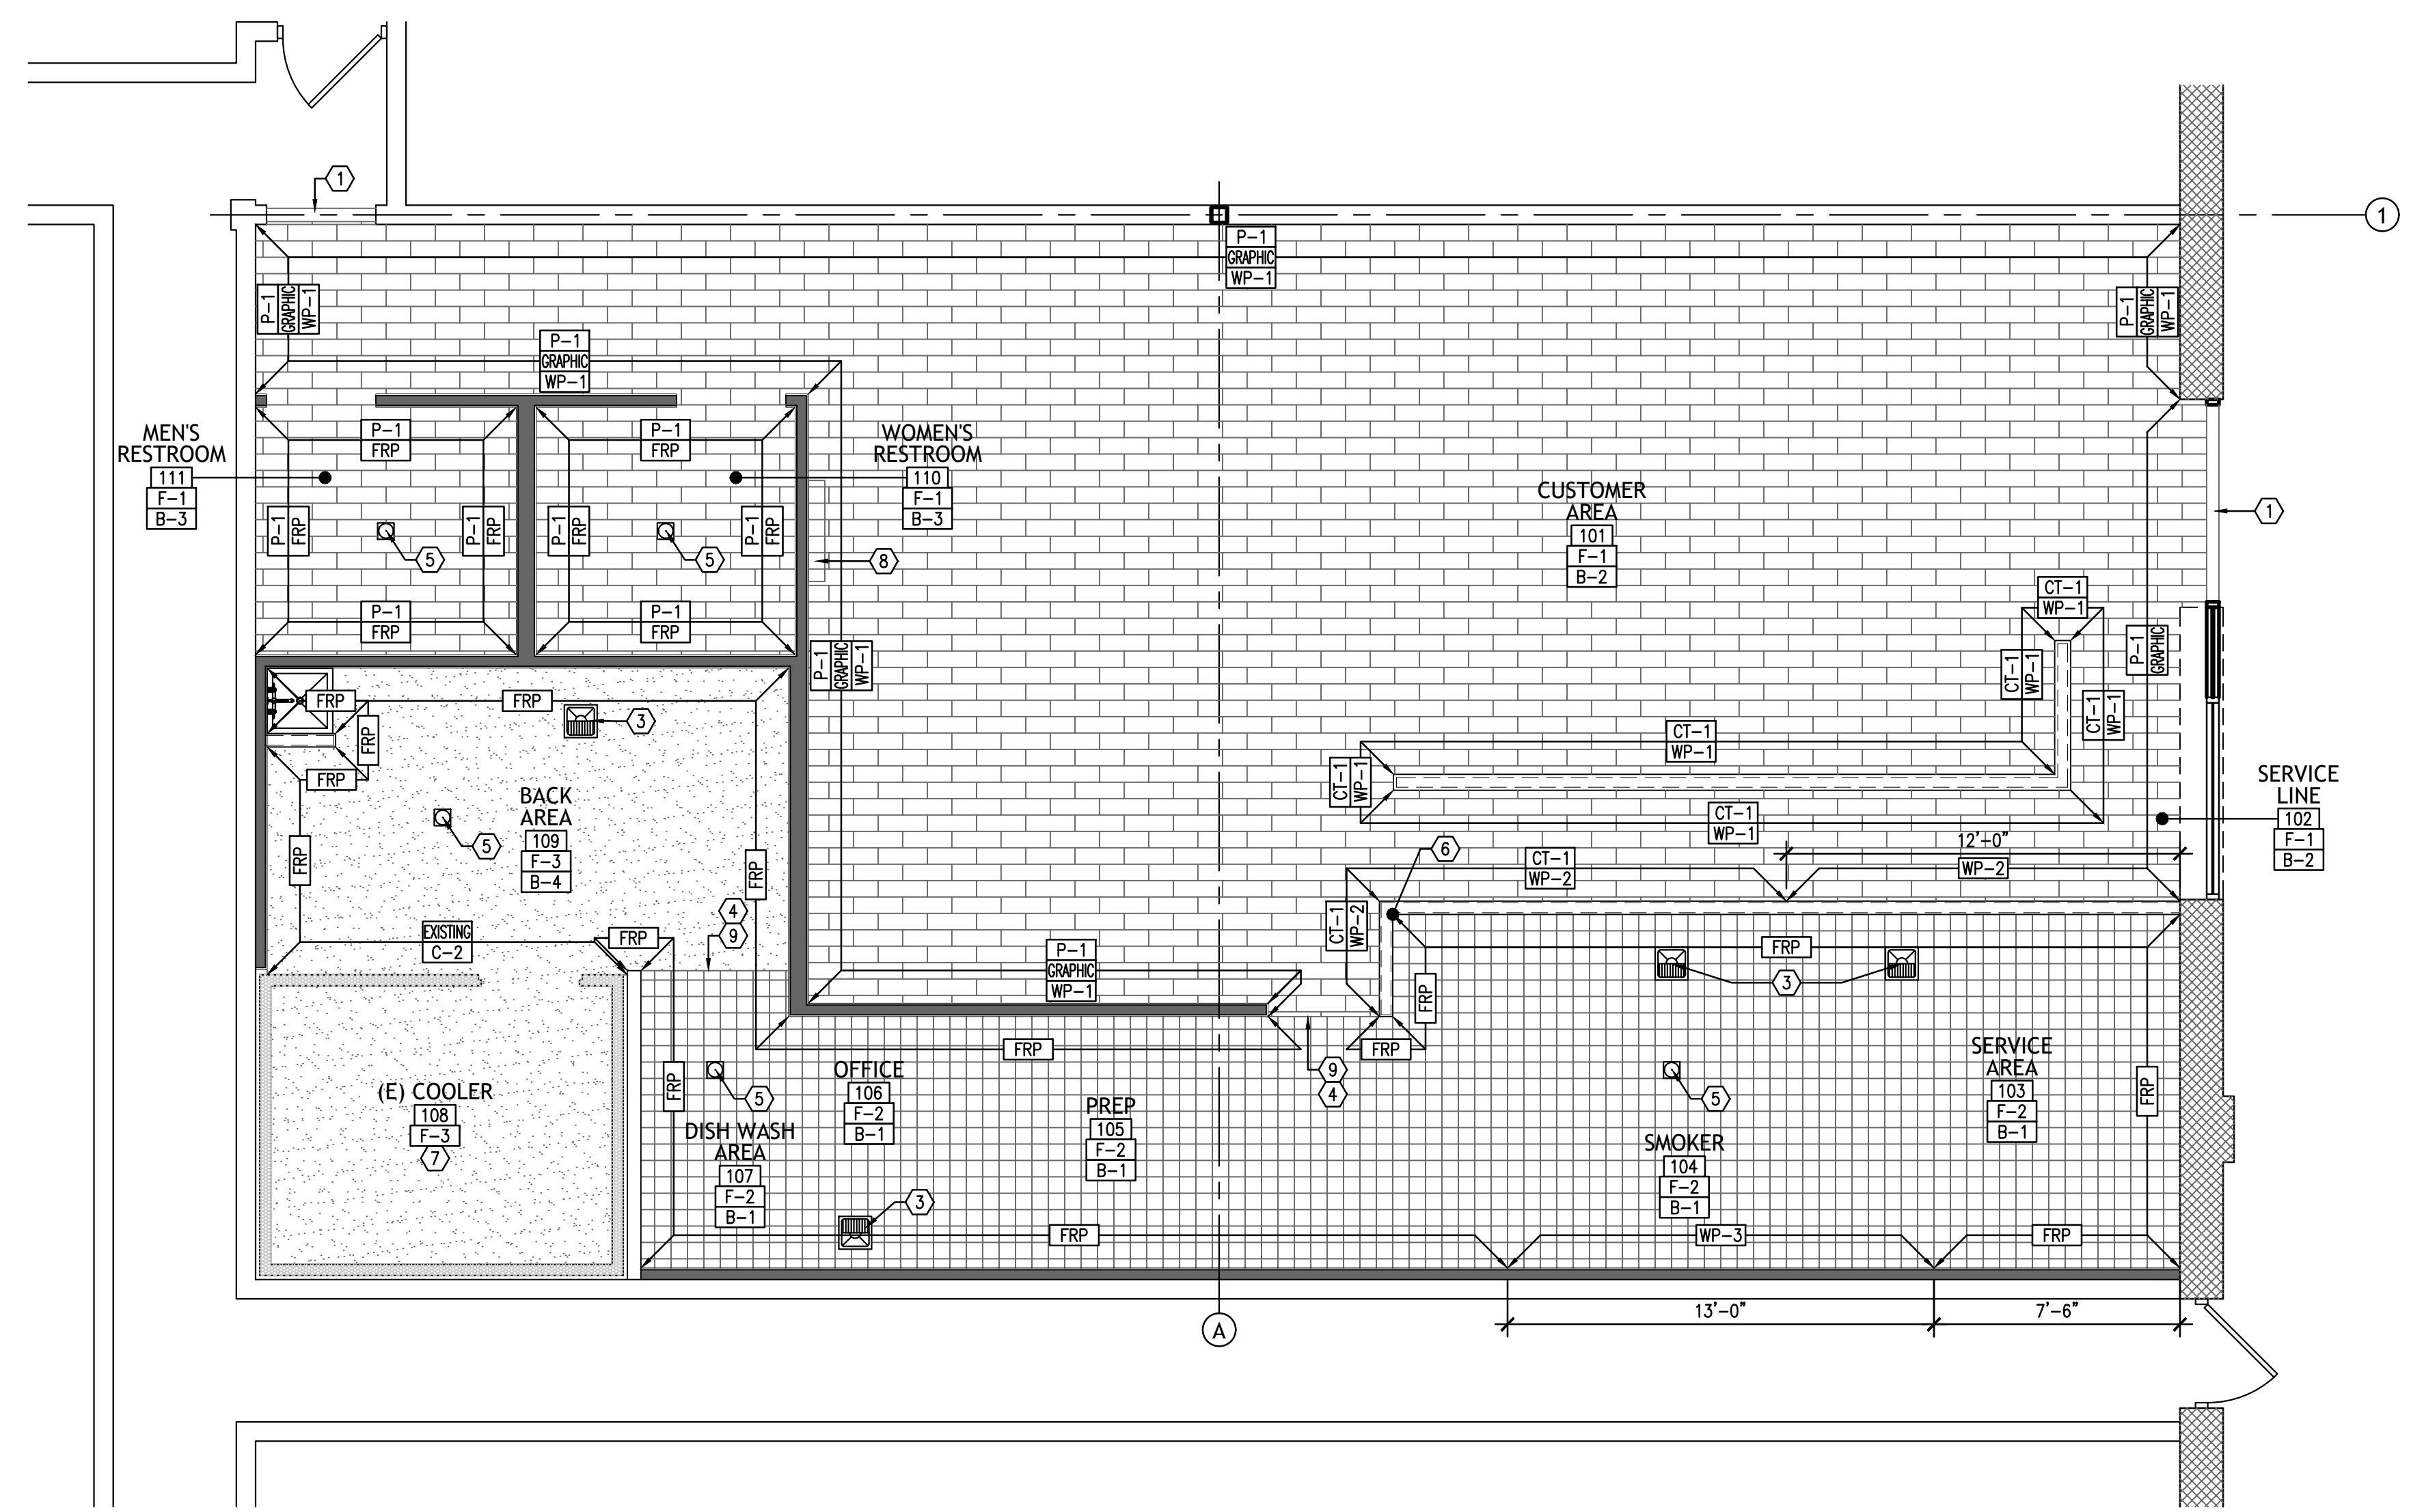 1
1
P-1
GRAPHIC
WP-1
P-1
GRAPHIC
WP-1
P-1
GRAPHIC
WP-1
P-1
GRAPHIC
WP-1
MEN'S
RESTROOM
111
F-1
B-3
P-1
FRP
P-1
FRP
WOMEN'S
RESTROOM
110
F-1
B-3
P-1
FRP
P-1
FRP
P-1
FRP
P-1
FRP
5
5
8
P-1
FRP
P-1
FRP
CUSTOMER
AREA
101
F-1
B-2
1
CT-1
WP-1
P-1
GRAPHIC
WP-1
CT-1
WP-1
CT-1
WP-1
P-1
GRAPHIC
FRP
FRP
3
FRP
FRP
CT-1
WP-1
CT-1
WP-1
CT-1
WP-1
SERVICE
LINE
102
F-1
B-2
BACK
AREA
109
F-3
B-4
5
FRP
FRP
6
12'-0"
CT-1
WP-2
WP-2
4
9
EXISTING
C-2
FRP
CT-1
WP-2
P-1
GRAPHIC
WP-1
FRP
3
FRP
FRP
FRP
9
4
FRP
(E) COOLER
108
F-3
7
FRP
5
OFFICE
106
F-2
B-1
DISH WASH
AREA
107
F-2
B-1
PREP
105
F-2
B-1
5
SERVICE
AREA
103
F-2
B-1
FRP
SMOKER
104
F-2
B-1
3
FRP
WP-3
FRP
13'-0"
7'-6"
A